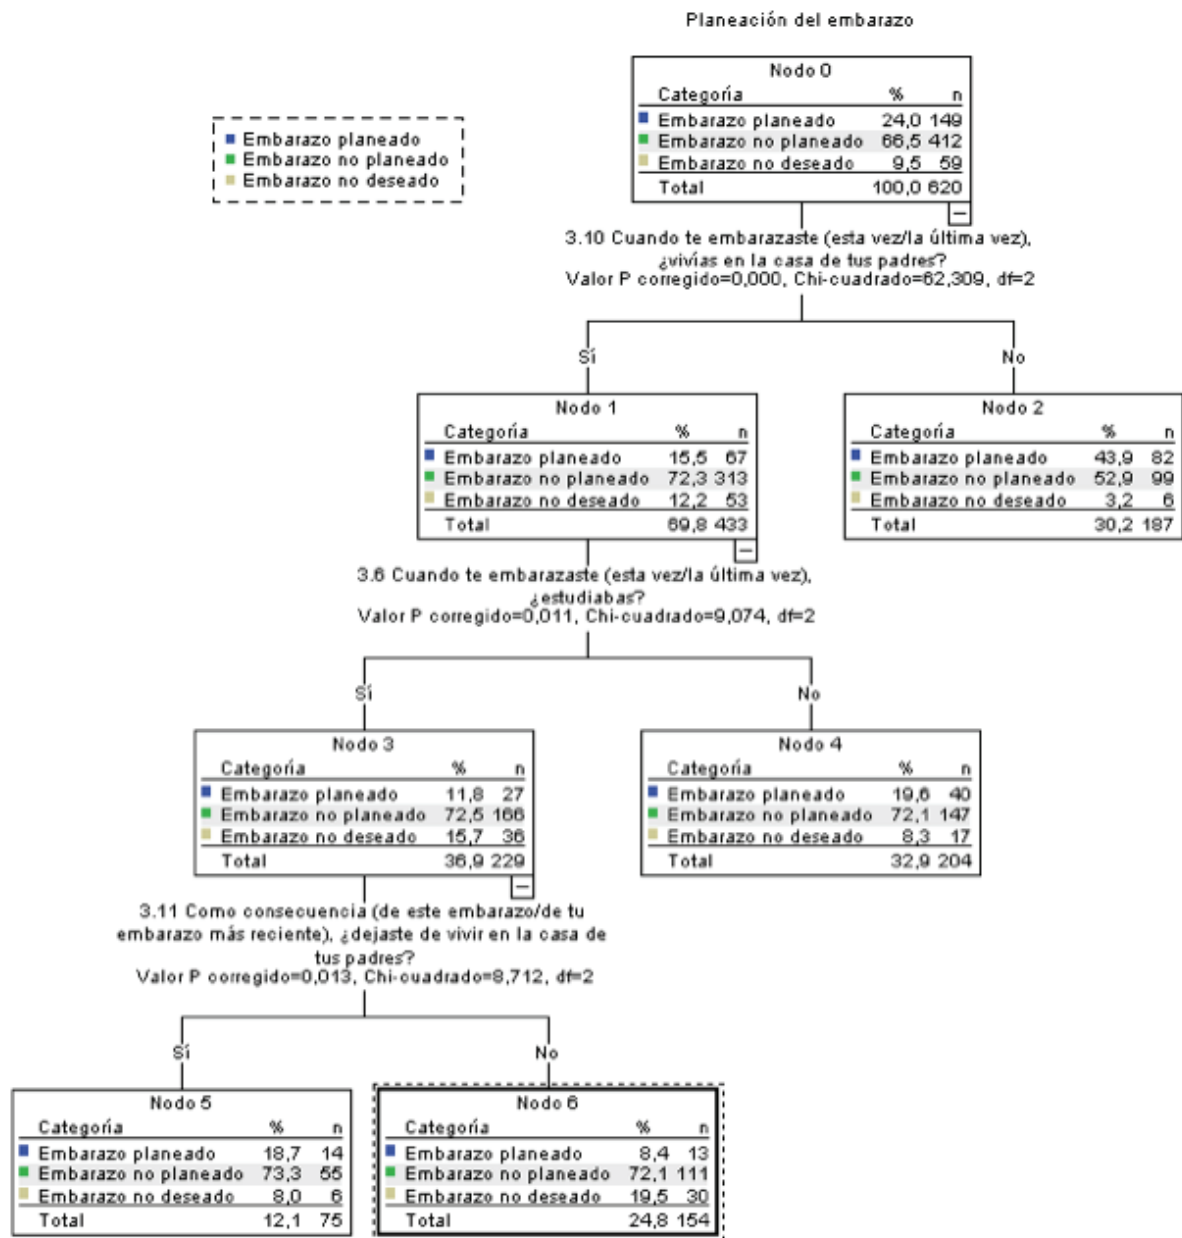 Planeación del embarazo
Nodo 0
Categoría % n
Embarazo planeado 24,0 149
Embarazo no planeado 66,5 412
Embarazo no deseado 9,5 59
Total 100,0 620
Embarazo planeado
Embarazo no planeado
Embarazo no deseado
3.10 Cuando te embarazaste (esta vez/la última vez),
¿vivías en la casa de tus padres?
Valor P corregido=0,000, Chi-cuadrado=62,309, df=2
Sí
No
Nodo 1
Categoría % n
Embarazo planeado 15,5 67
Embarazo no planeado 72,3 313
Embarazo no deseado 12,2 53
Total 69,8 433
Nodo 2
Categoría % n
Embarazo planeado 43,9 82
Embarazo no planeado 52,9 99
Embarazo no deseado 3,2 6
Total 30,2 187
3.6 Cuando te embarazaste (esta vez/la última vez),
¿estudiabas?
Valor P corregido=0,011, Chi-cuadrado=9,074, df=2
Sí
No
Nodo 3
Categoría % n
Embarazo planeado 11,8 27
Embarazo no planeado 72,5 166
Embarazo no deseado 15,7 36
Total 36,9 229
Nodo 4
Categoría % n
Embarazo planeado 19,6 40
Embarazo no planeado 72,1 147
Embarazo no deseado 8,3 17
Total 32,9 204
3.11 Como consecuencia (de este embarazo/de tu
embarazo más reciente), ¿dejaste de vivir en la casa de
tus padres?
Valor P corregido=0,013, Chi-cuadrado=8,712, df=2
Sí
No
Nodo 5
Categoría % n
Embarazo planeado 18,7 14
Embarazo no planeado 73,3 55
Embarazo no deseado 8,0 6
Total 12,1 75
Nodo 6
Categoría % n
Embarazo planeado 8,4 13
Embarazo no planeado 72,1 111
Embarazo no deseado 19,5 30
Total 24,8 154